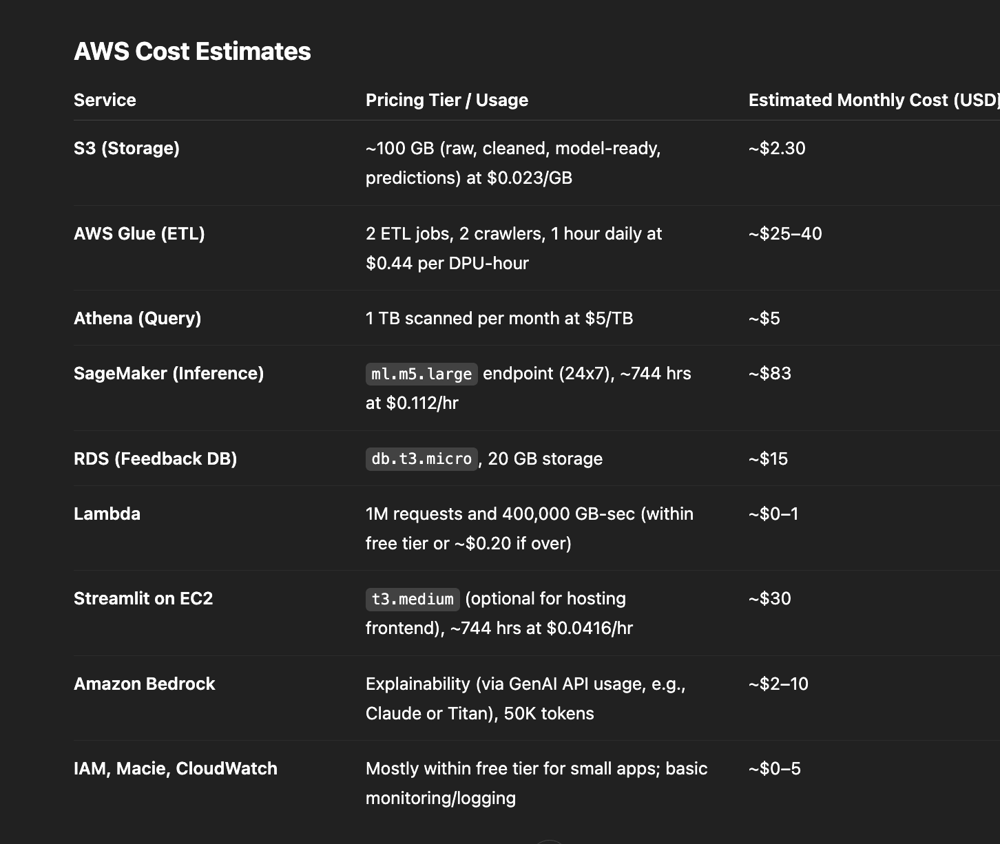 AWS Cost Estimates
Service Pricing Tier / Usage Estimated Monthly Cost (USD)
S3 (Storage) ~100 GB (raw, cleaned, model-ready, ~$2.30
predictions) at $0.023/GB
AWS Glue (ETL) 2 ETL jobs, 2 crawlers, 1 hour daily at ~$25–40
$0.44 per DPU-hour
Athena (Query) 1 TB scanned per month at $5/TB ~$5
SageMaker (Inference) ml.m5.large endpoint (24x7), ~744 hrs ~$83
at $0.112/hr
RDS (Feedback DB) db.t3.micro, 20 GB storage ~$15
Lambda 1M requests and 400,000 GB-sec (within ~$0–1
free tier or ~$0.20 if over)
Streamlit on EC2 t3.medium (optional for hosting ~$30
frontend), ~744 hrs at $0.0416/hr
Amazon Bedrock Explainability (via GenAI API usage, e.g., ~$2–10
Claude or Titan), 50K tokens
IAM, Macie, CloudWatch Mostly within free tier for small apps; basic ~$0–5
monitoring/logging